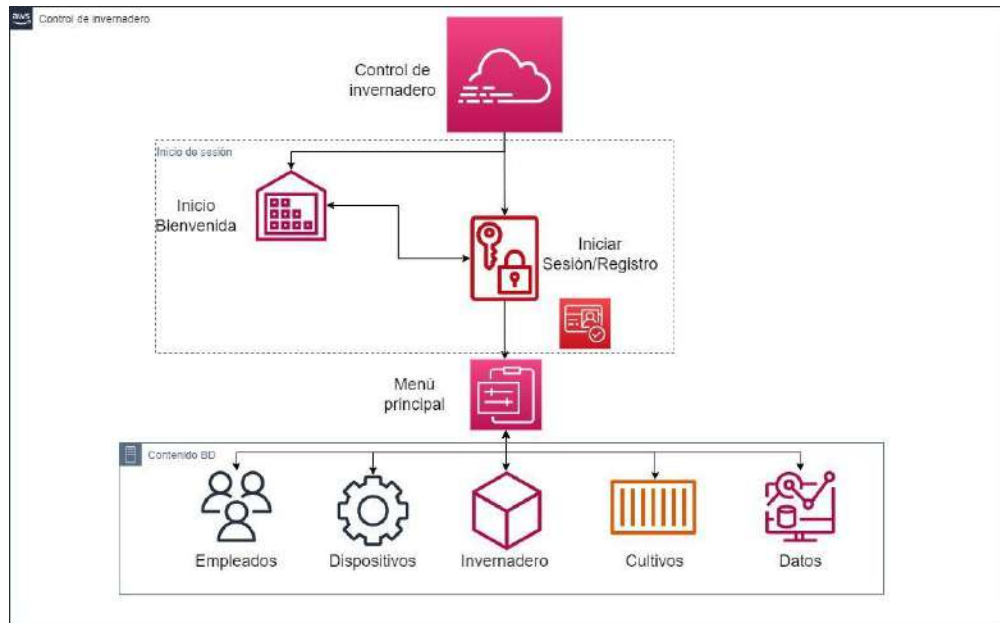 aws
Control de invernadero
Control de
invernadero
Inicio de sesión
Inicio
Bienvenida
Iniciar
Sesión/Registro
Menú
principal
Contenido BD
Empleados
Dispositivos
Invernadero
Cultivos
Datos